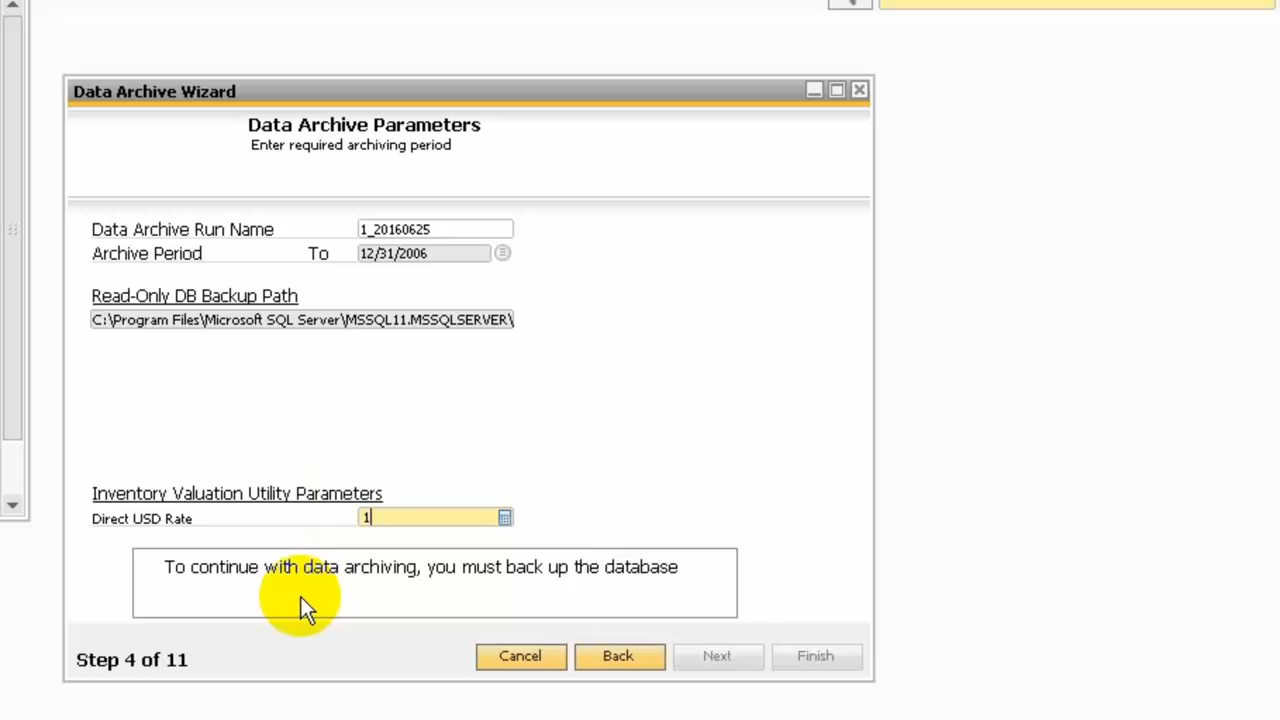 Data Archive Wizard
Data Archive Parameters
Enter required archiving period
Data Archive Run Name 1_20160625
Archive Period To 12/31/2006
Read-Only DB Backup Path
C:\Program Files\Microsoft SQL Server\MSSQL11.MSSQLSERVER\
Inventory Valuation Utility Parameters
Direct USD Rate 1
To continue with data archiving, you must back up the database
Step 4 of 11 Cancel Back Next Finish